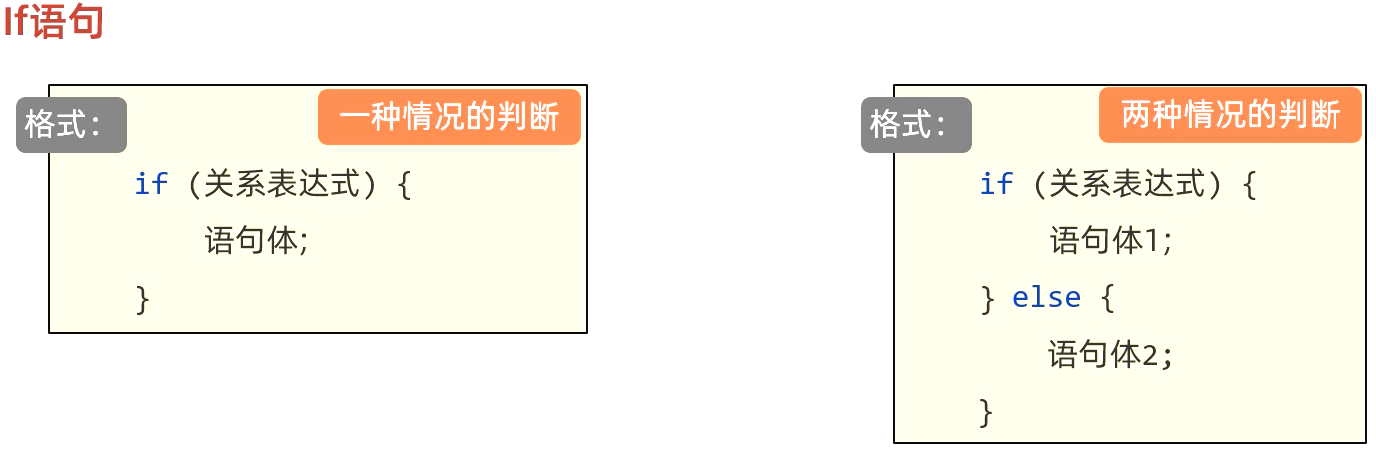 If语句
格式：
一种情况的判断
if (关系表达式) {
语句体;
}
格式：
两种情况的判断
if (关系表达式) {
语句体1;
} else {
语句体2;
}